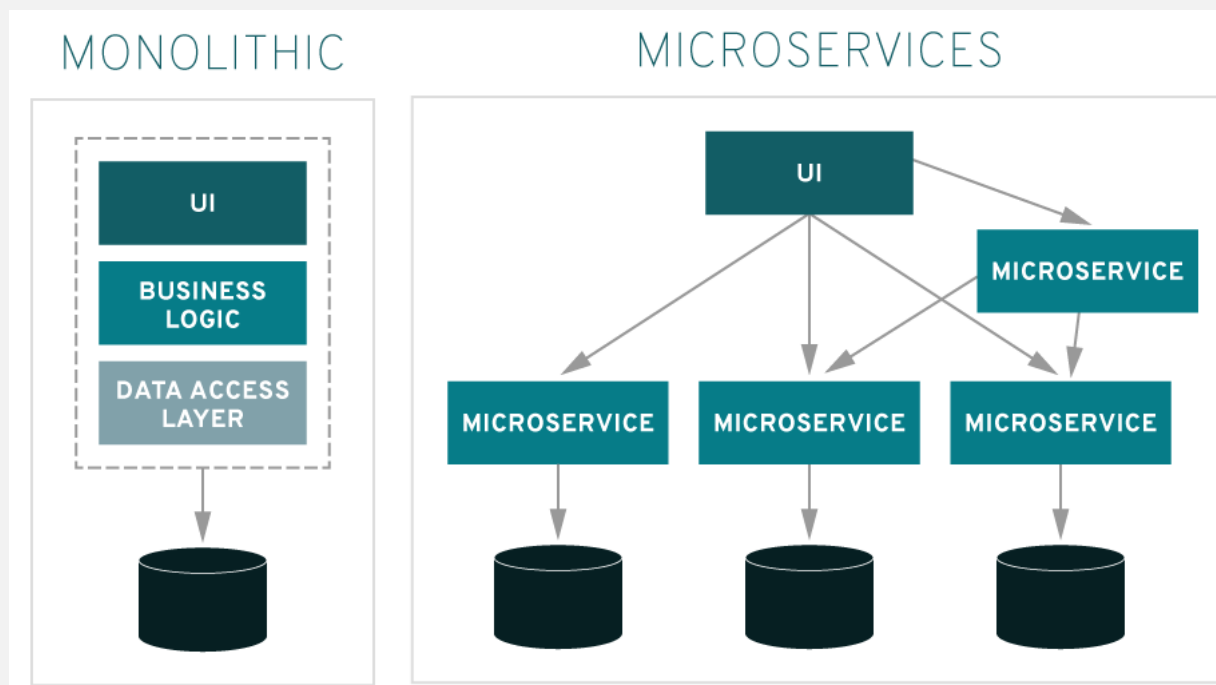 MONOLITHIC
UI
BUSINESS
LOGIC
DATA ACCESS
LAYER
MICROSERVICES
UI
MICROSERVICE
MICROSERVICE
MICROSERVICE
MICROSERVICE